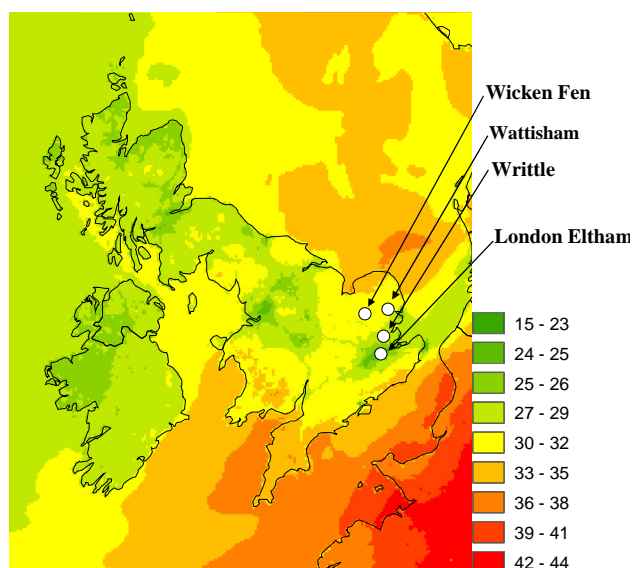 Wicken Fen
Wattisham
Writtle
London Eltham
15 - 23
24 - 25
25 - 26
27 - 29
30 - 32
33 - 35
36 - 38
39 - 41
42 - 44